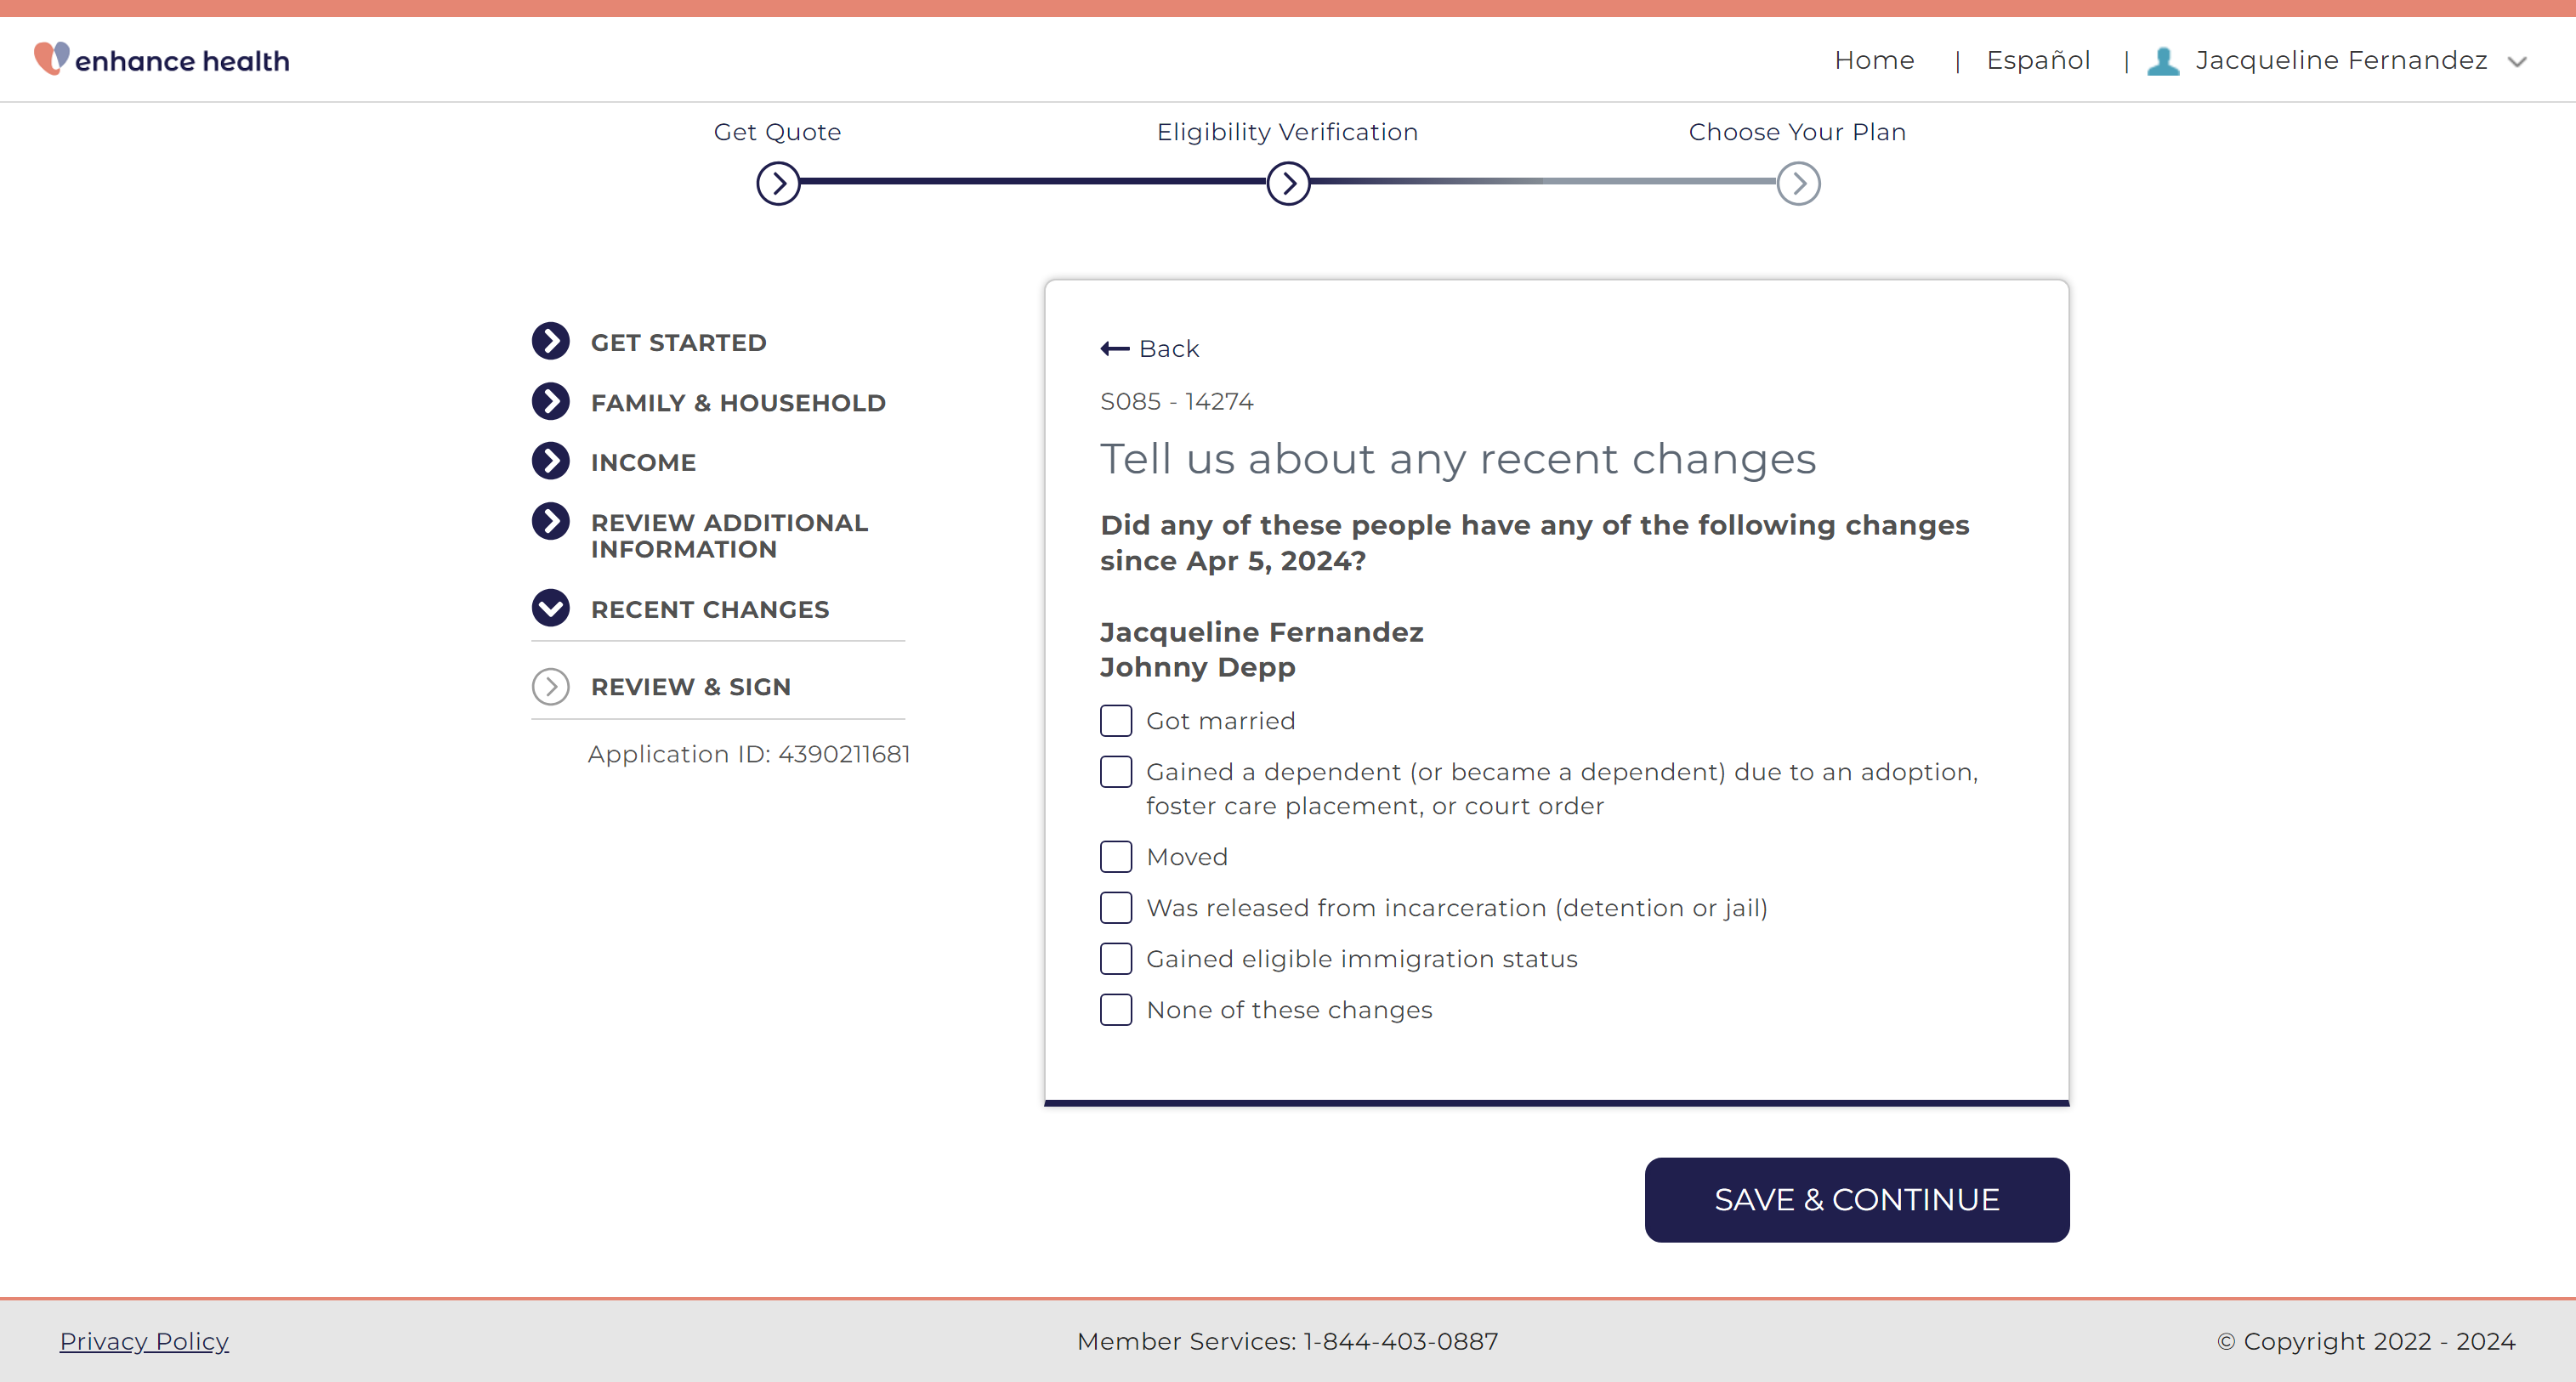 enhance health
Home | Español | Jacqueline Fernandez
Get Quote
Eligibility Verification
Choose Your Plan
GET STARTED
FAMILY & HOUSEHOLD
INCOME
REVIEW ADDITIONAL
INFORMATION
RECENT CHANGES
REVIEW & SIGN
Application ID: 4390211681
Back
S085 - 14274
Tell us about any recent changes
Did any of these people have any of the following changes
since Apr 5, 2024?
Jacqueline Fernandez
Johnny Depp
Got married
Gained a dependent (or became a dependent) due to an adoption,
foster care placement, or court order
Moved
Was released from incarceration (detention or jail)
Gained eligible immigration status
None of these changes
SAVE & CONTINUE
Privacy Policy
Member Services: 1-844-403-0887
© Copyright 2022 - 2024